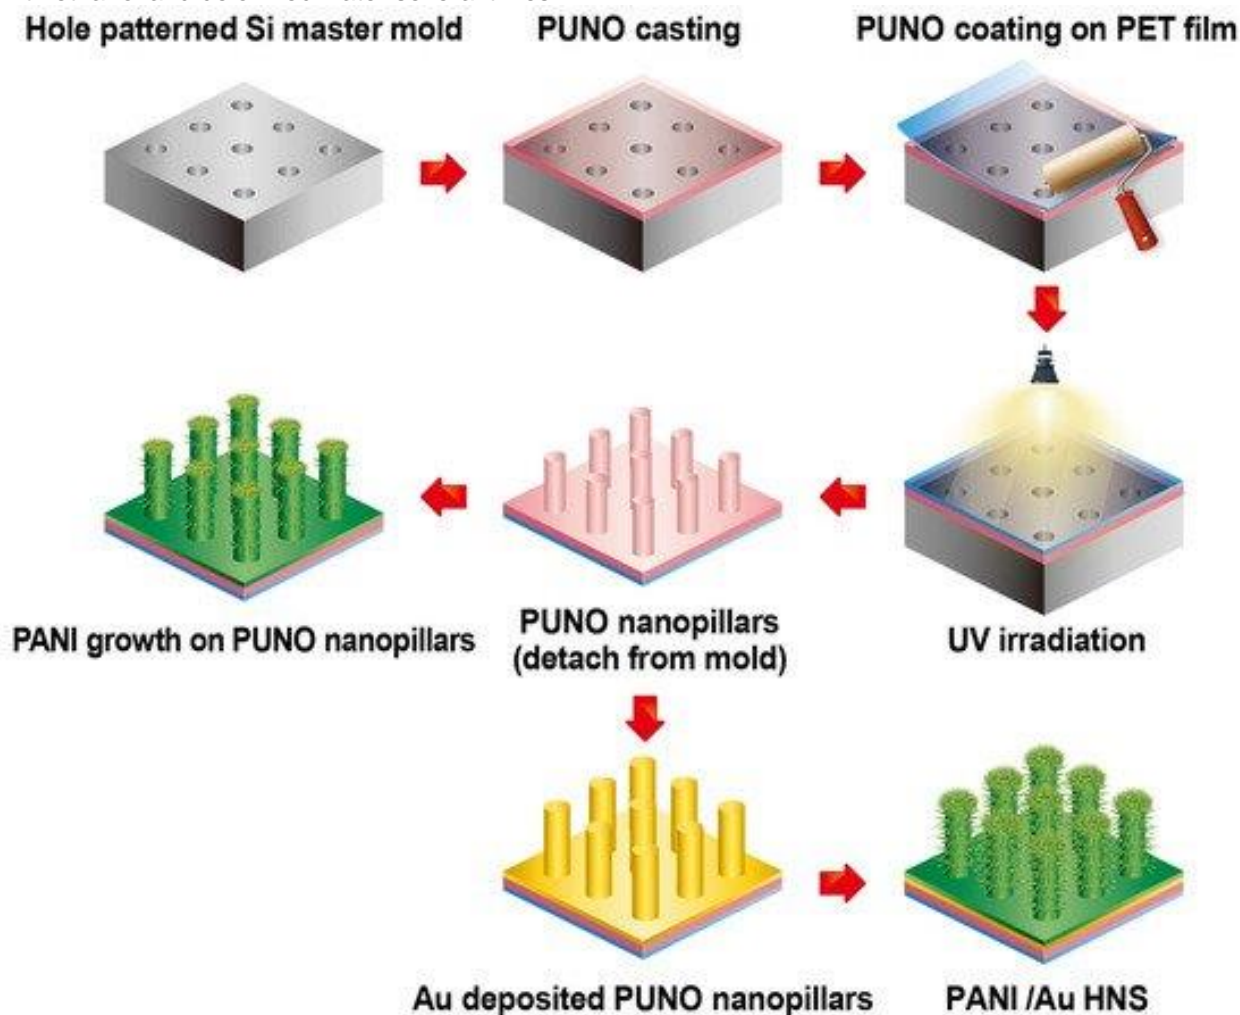 Hole patterned Si master mold
PUNO casting
PUNO coating on PET film
UV irradiation
PUNO nanopillars
(detach from mold)
PANI growth on PUNO nanopillars
Au deposited PUNO nanopillars
PANI /Au HNS